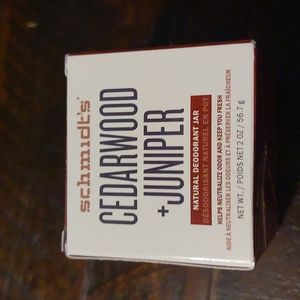 schmidt's
CEDARWOOD
+JUNIPER
NATURAL DEODORANT JAR
DÉSODORISANT NATUREL EN POT
HELPS NEUTRALIZE ODOR AND KEEP YOU FRESH
AIDE À NEUTRALISER LES ODEURS ET À PRÉSERVER LA FRAÎCHEUR
NET WT. / POIDS NET 2 OZ / 56.7 g